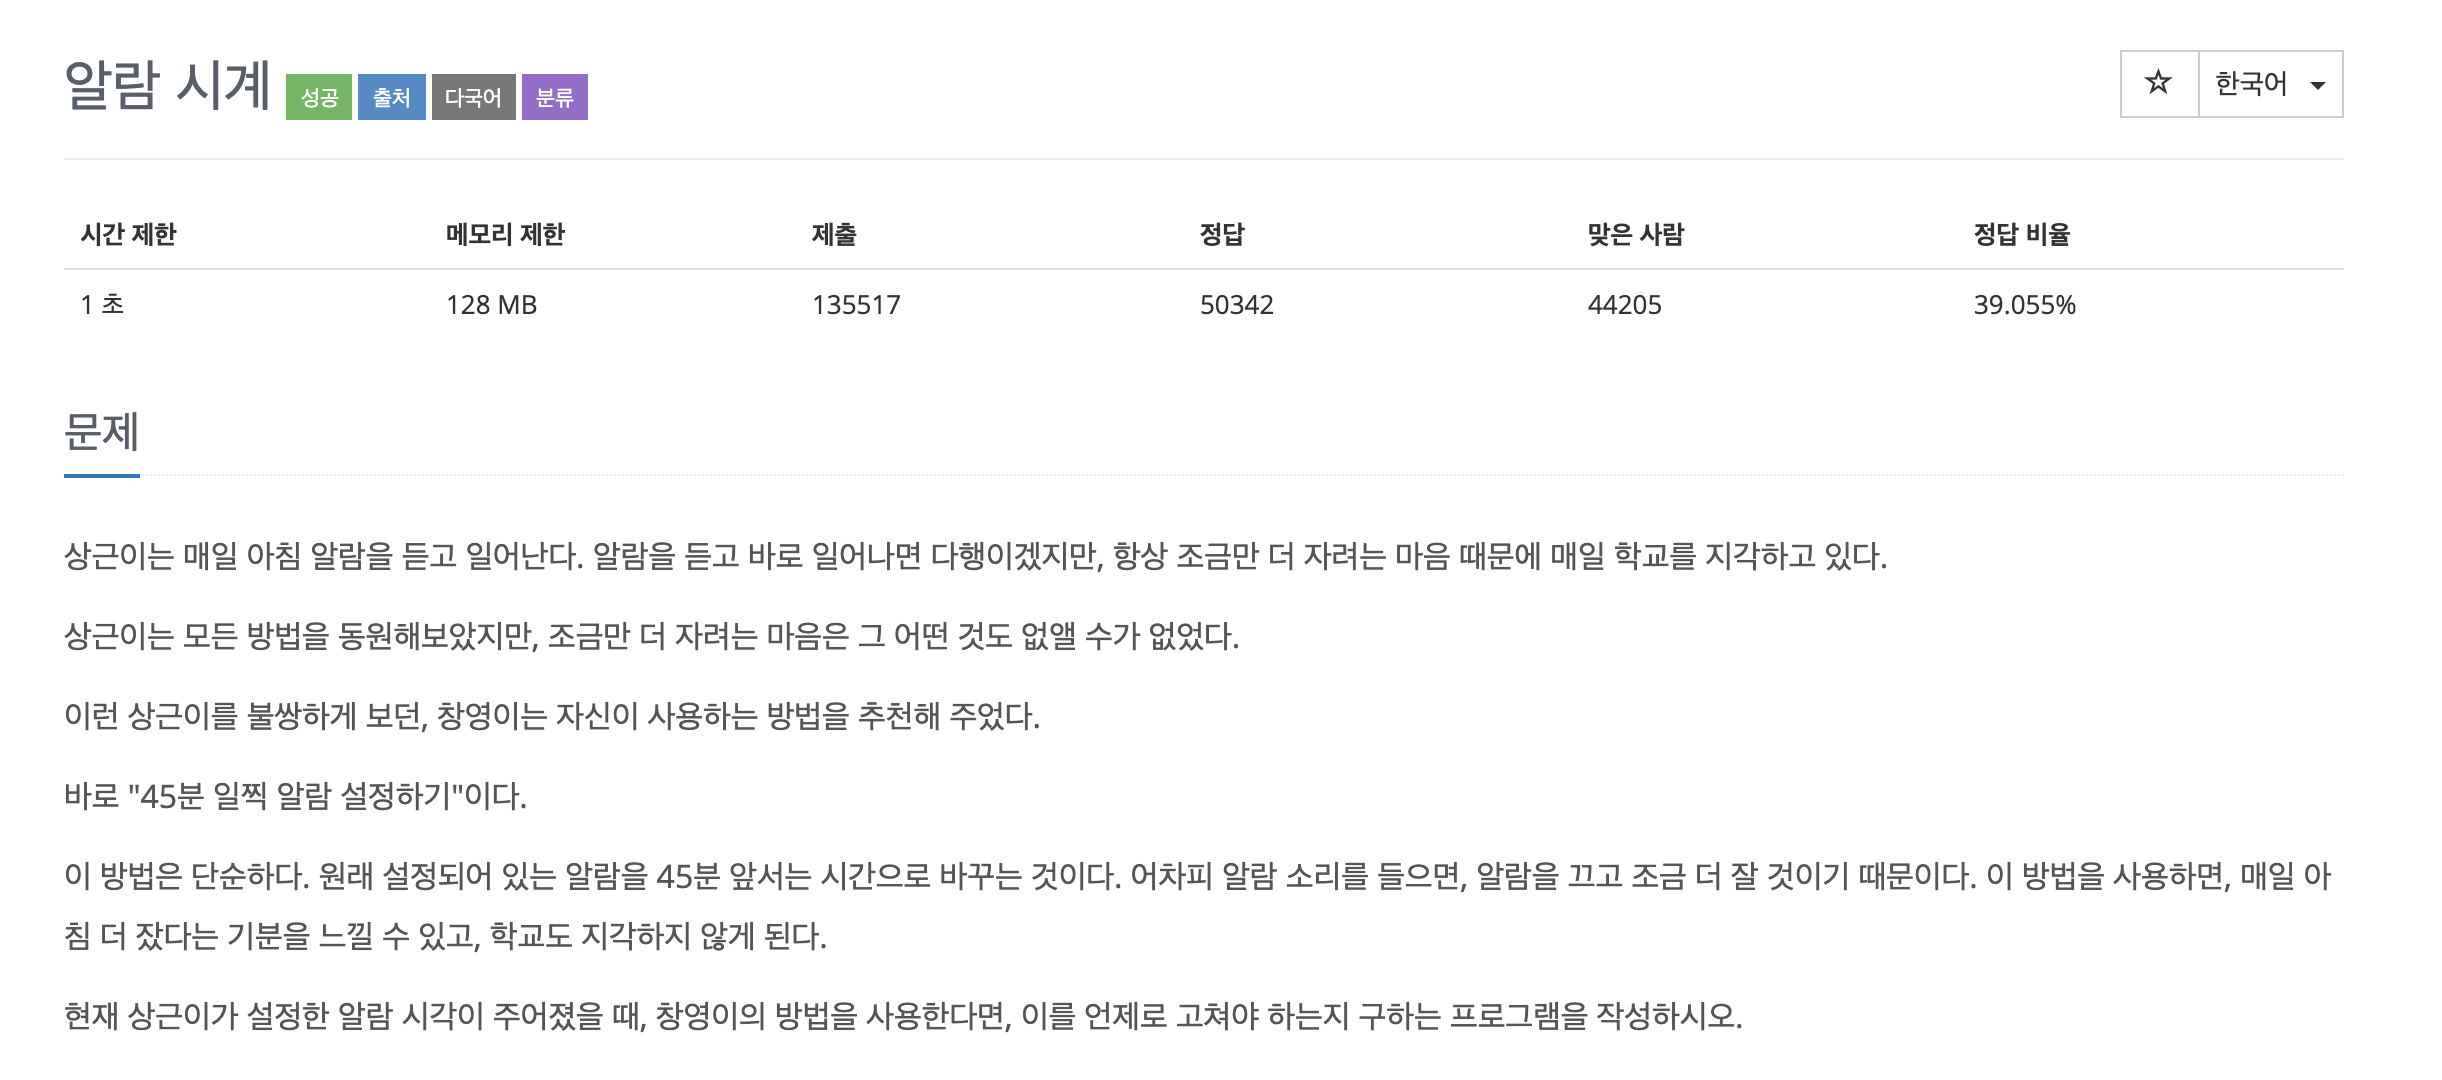 알람 시계 성공 출처 다국어 분류
☆ 한국어
시간 제한 메모리 제한 제출 정답 맞은 사람 정답 비율
1 초 128 MB 135517 50342 44205 39.055%
문제
상근이는 매일 아침 알람을 듣고 일어난다. 알람을 듣고 바로 일어나면 다행이겠지만, 항상 조금만 더 자려는 마음 때문에 매일 학교를 지각하고 있다.
상근이는 모든 방법을 동원해보았지만, 조금만 더 자려는 마음은 그 어떤 것도 없앨 수가 없었다.
이런 상근이를 불쌍하게 보던, 창영이는 자신이 사용하는 방법을 추천해 주었다.
바로 "45분 일찍 알람 설정하기"이다.
이 방법은 단순하다. 원래 설정되어 있는 알람을 45분 앞서는 시간으로 바꾸는 것이다. 어차피 알람 소리를 들으면, 알람을 끄고 조금 더 잘 것이기 때문이다. 이 방법을 사용하면, 매일 아
침 더 잤다는 기분을 느낄 수 있고, 학교도 지각하지 않게 된다.
현재 상근이가 설정한 알람 시각이 주어졌을 때, 창영이의 방법을 사용한다면, 이를 언제로 고쳐야 하는지 구하는 프로그램을 작성하시오.